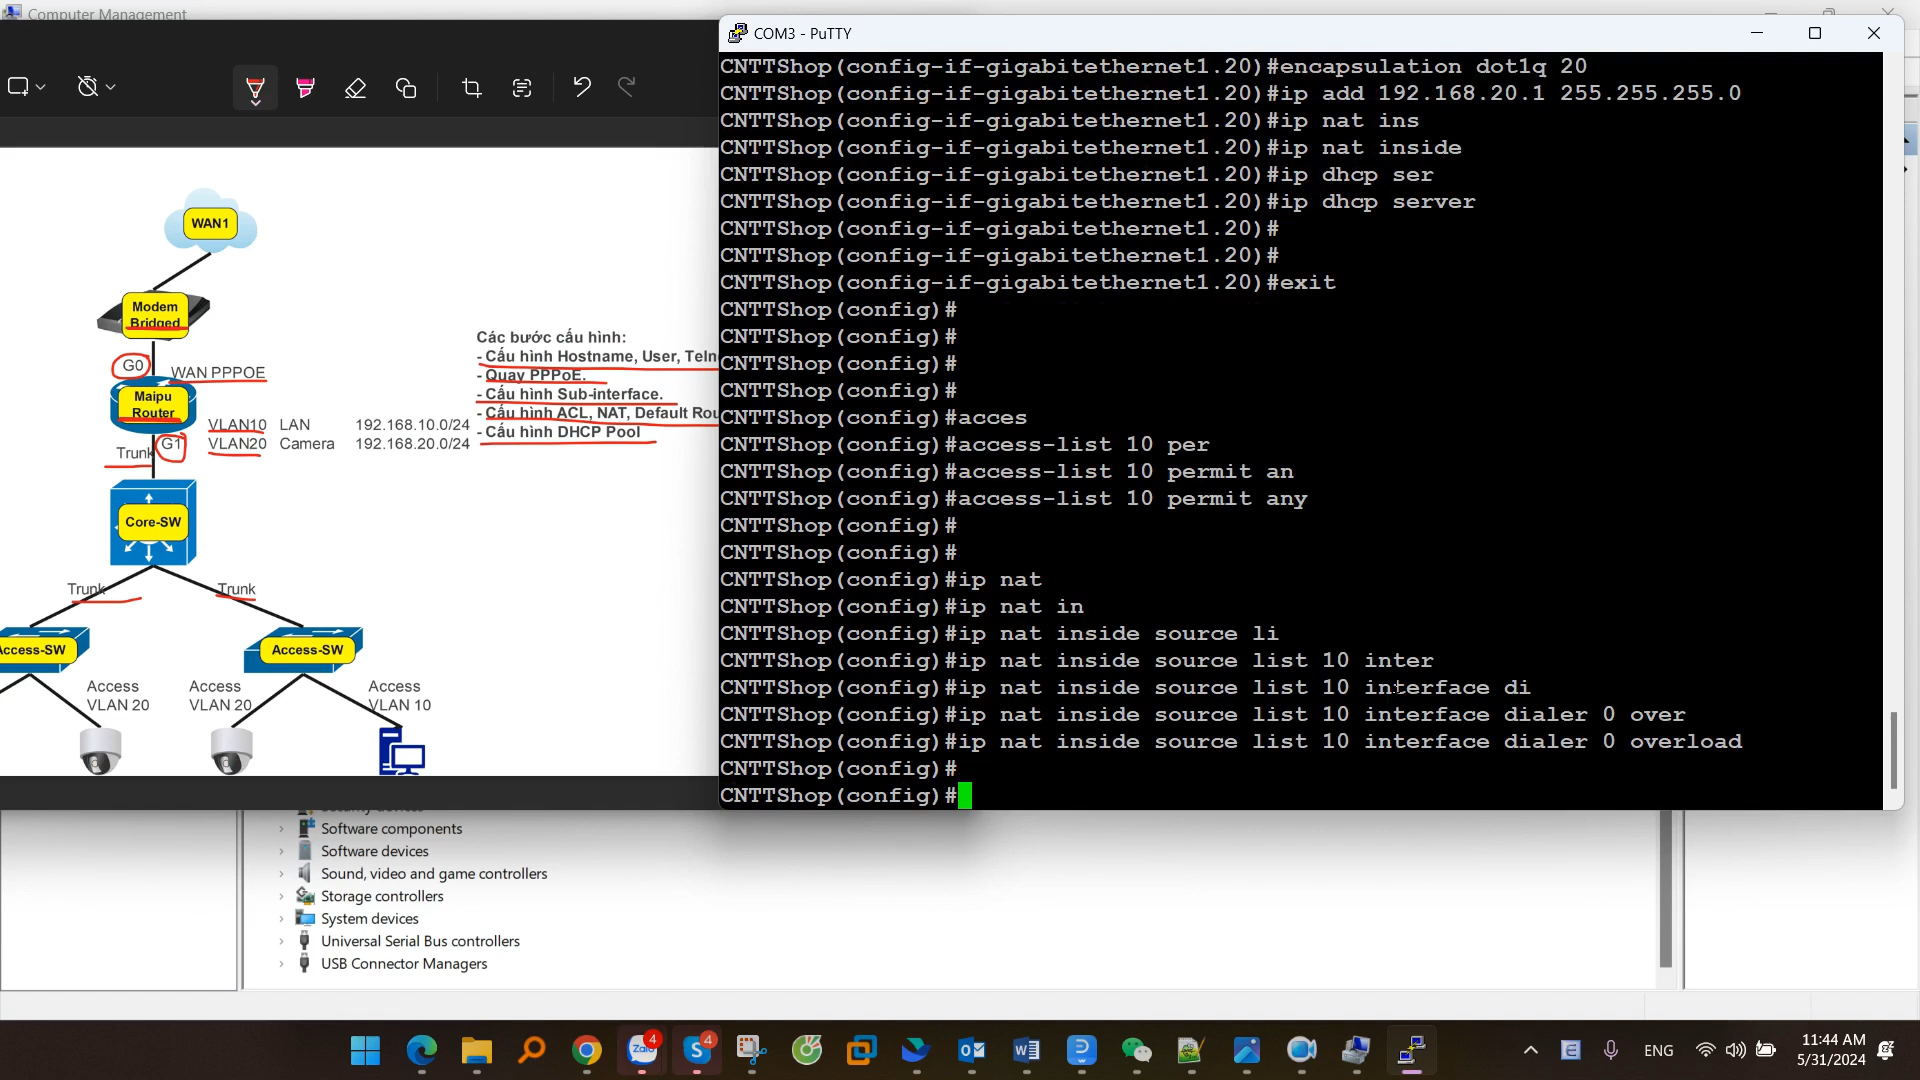 Computer Management
WAN1
Modem
Bridged
G0
WAN PPPOE
Maipu
Router
VLAN10 LAN 192.168.10.0/24
G1
VLAN20 Camera 192.168.20.0/24
Trunk
Core-SW
Trunk
Trunk
Access-SW
Access-SW
Access
VLAN 20
Access
VLAN 20
Access
VLAN 10
Các bước cấu hình:
- Cấu hình Hostname, User, Teln
- Quay PPPoE.
- Cấu hình Sub-interface.
- Cấu hình ACL, NAT, Default Rou
- Cấu hình DHCP Pool
COM3 - PuTTY
CNTTShop(config-if-gigabitethernet1.20)#encapsulation dot1q 20
CNTTShop(config-if-gigabitethernet1.20)#ip add 192.168.20.1 255.255.255.0
CNTTShop(config-if-gigabitethernet1.20)#ip nat ins
CNTTShop(config-if-gigabitethernet1.20)#ip nat inside
CNTTShop(config-if-gigabitethernet1.20)#ip dhcp ser
CNTTShop(config-if-gigabitethernet1.20)#ip dhcp server
CNTTShop(config-if-gigabitethernet1.20)#
CNTTShop(config-if-gigabitethernet1.20)#
CNTTShop(config-if-gigabitethernet1.20)#exit
CNTTShop(config)#
CNTTShop(config)#
CNTTShop(config)#
CNTTShop(config)#
CNTTShop(config)#acces
CNTTShop(config)#access-list 10 per
CNTTShop(config)#access-list 10 permit an
CNTTShop(config)#access-list 10 permit any
CNTTShop(config)#
CNTTShop(config)#
CNTTShop(config)#ip nat
CNTTShop(config)#ip nat in
CNTTShop(config)#ip nat inside source li
CNTTShop(config)#ip nat inside source list 10 inter
CNTTShop(config)#ip nat inside source list 10 interface di
CNTTShop(config)#ip nat inside source list 10 interface dialer 0 over
CNTTShop(config)#ip nat inside source list 10 interface dialer 0 overload
CNTTShop(config)#
CNTTShop(config)#
Software components
Software devices
Sound, video and game controllers
Storage controllers
System devices
Universal Serial Bus controllers
USB Connector Managers
Zalo
4
4
ENG
11:44 AM
5/31/2024